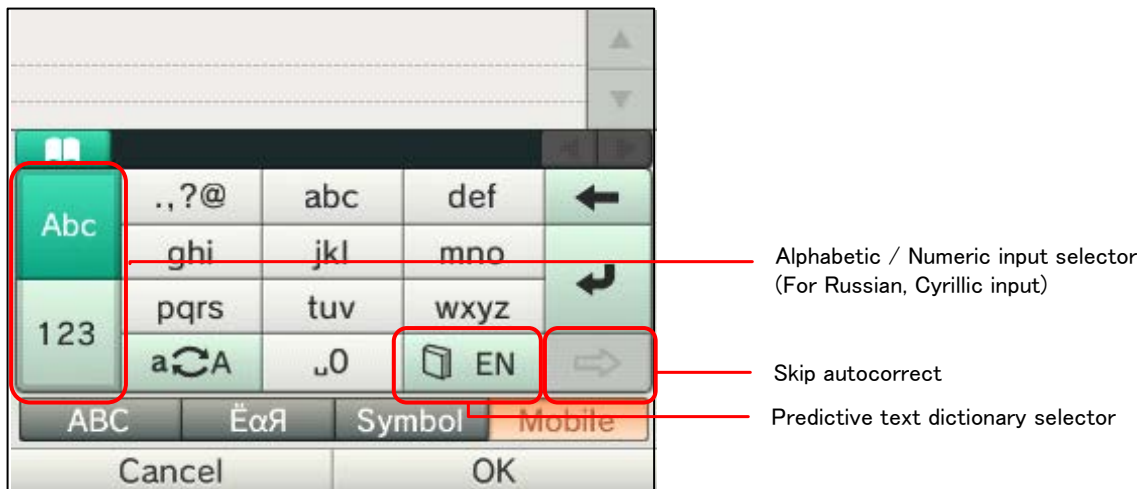 .,?@ abc def
Abc
ghi jkl mno
pqrs tuv wxyz
123
a A ␣0 EN
ABC ЁαЯ Symbol Mobile
Cancel OK
Alphabetic / Numeric input selector
(For Russian, Cyrillic input)
Skip autocorrect
Predictive text dictionary selector